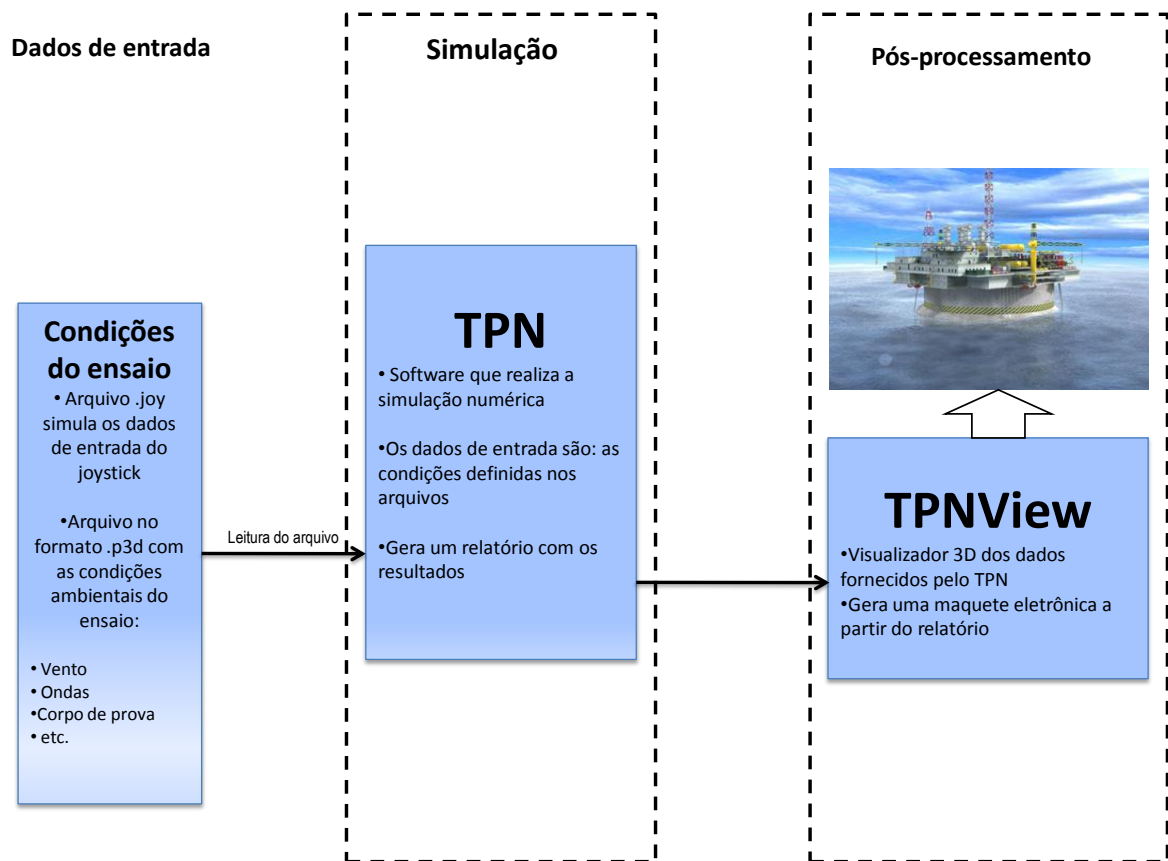 Dados de entrada
Simulação
Pós-processamento
Condições
do ensaio
• Arquivo .joy
simula os dados
de entrada do
joystick
•Arquivo no
formato .p3d com
as condições
ambientais do
ensaio:
• Vento
• Ondas
•Corpo de prova
• etc.
Leitura do arquivo
TPN
• Software que realiza a
simulação numérica
•Os dados de entrada são: as
condições definidas nos
arquivos
•Gera um relatório com os
resultados
TPNView
•Visualizador 3D dos dados
fornecidos pelo TPN
•Gera uma maquete eletrônica a
partir do relatório